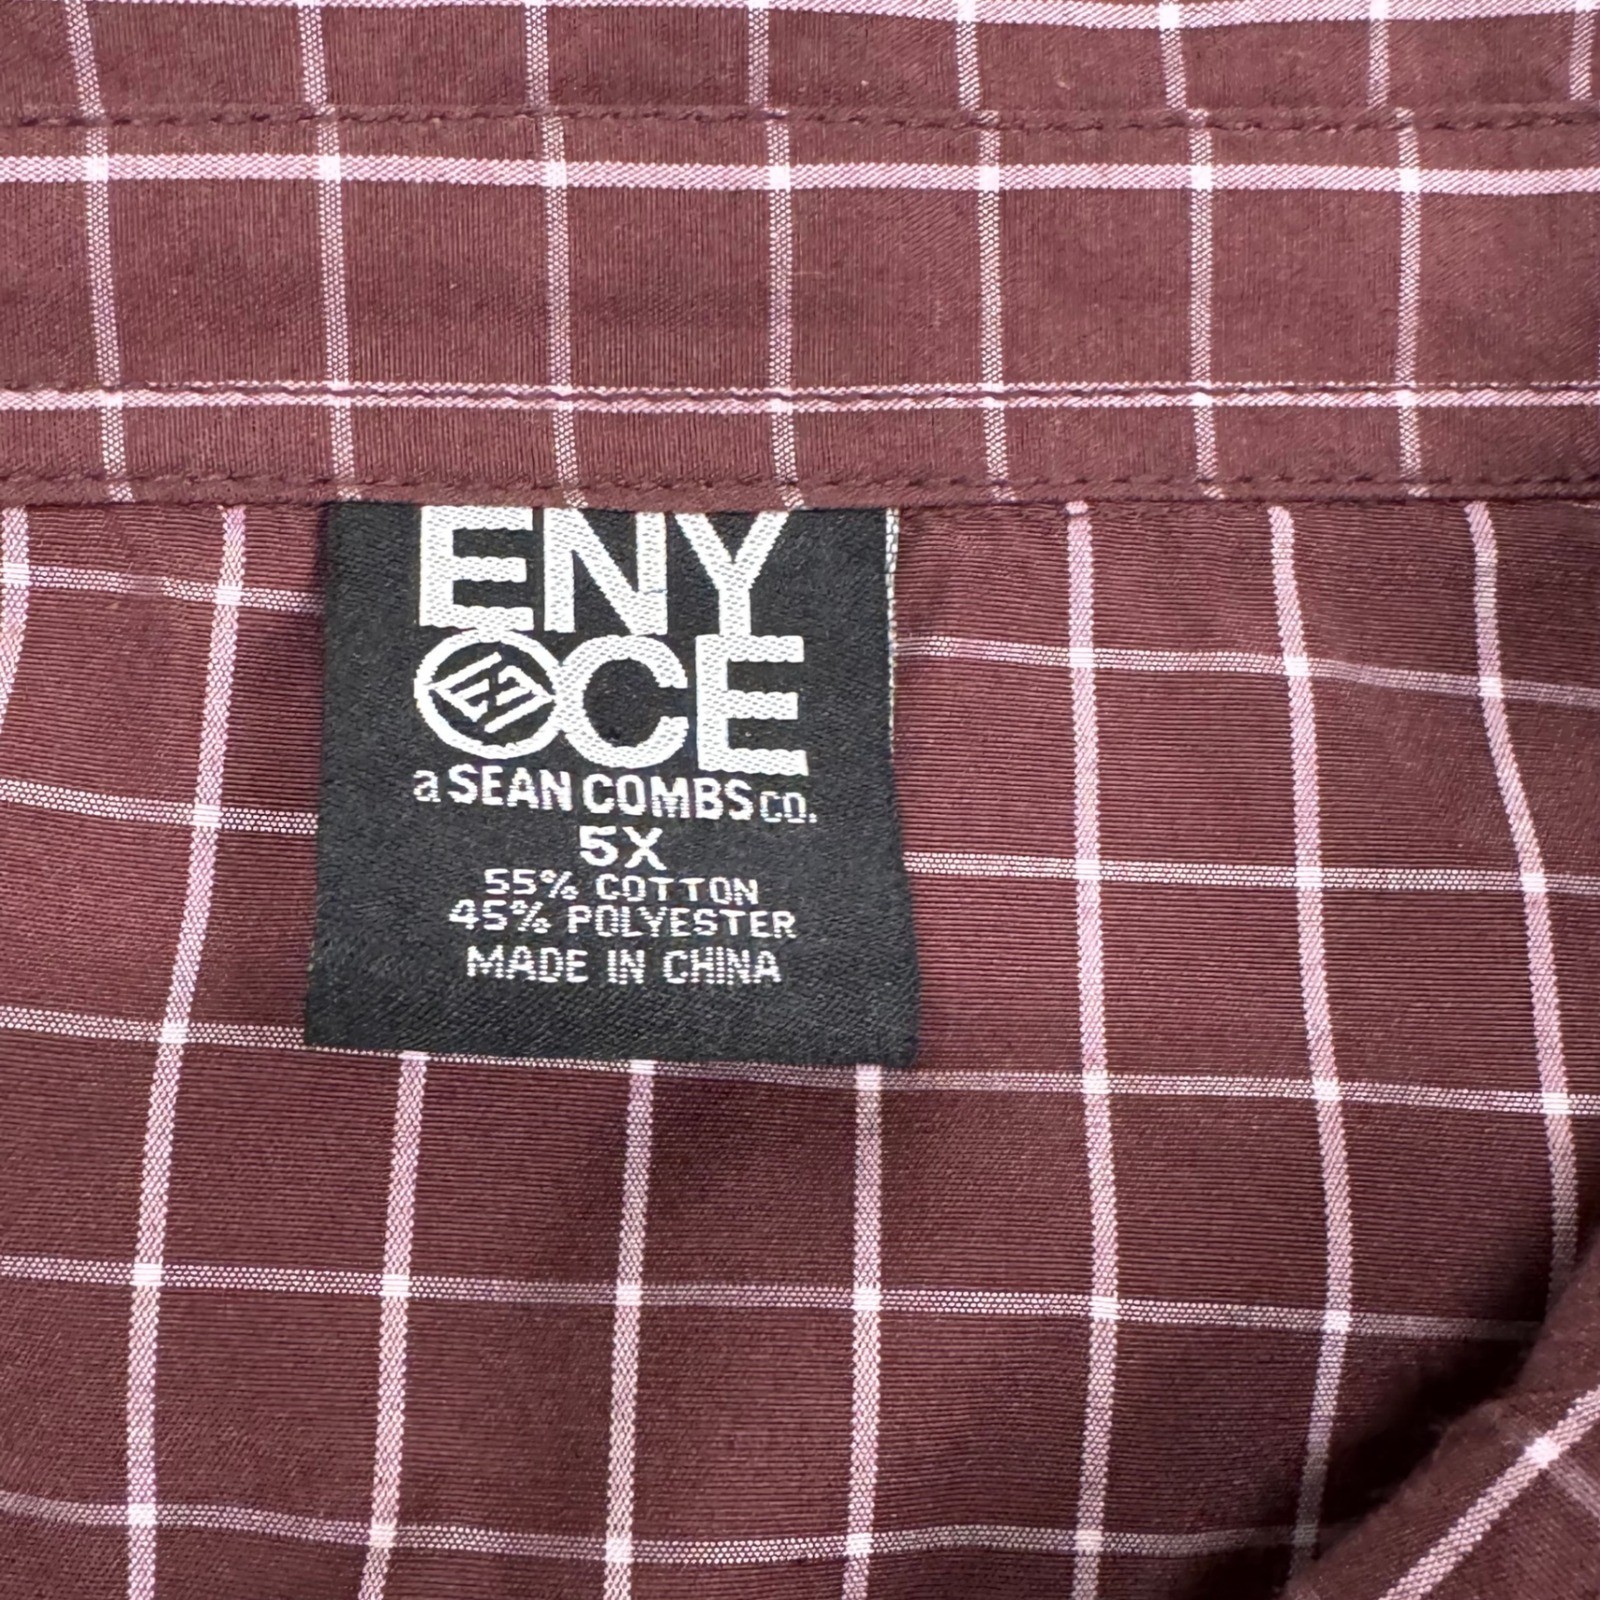 ENY
CE
a SEAN COMBS CO.
5X
55% COTTON
45% POLYESTER
MADE IN CHINA